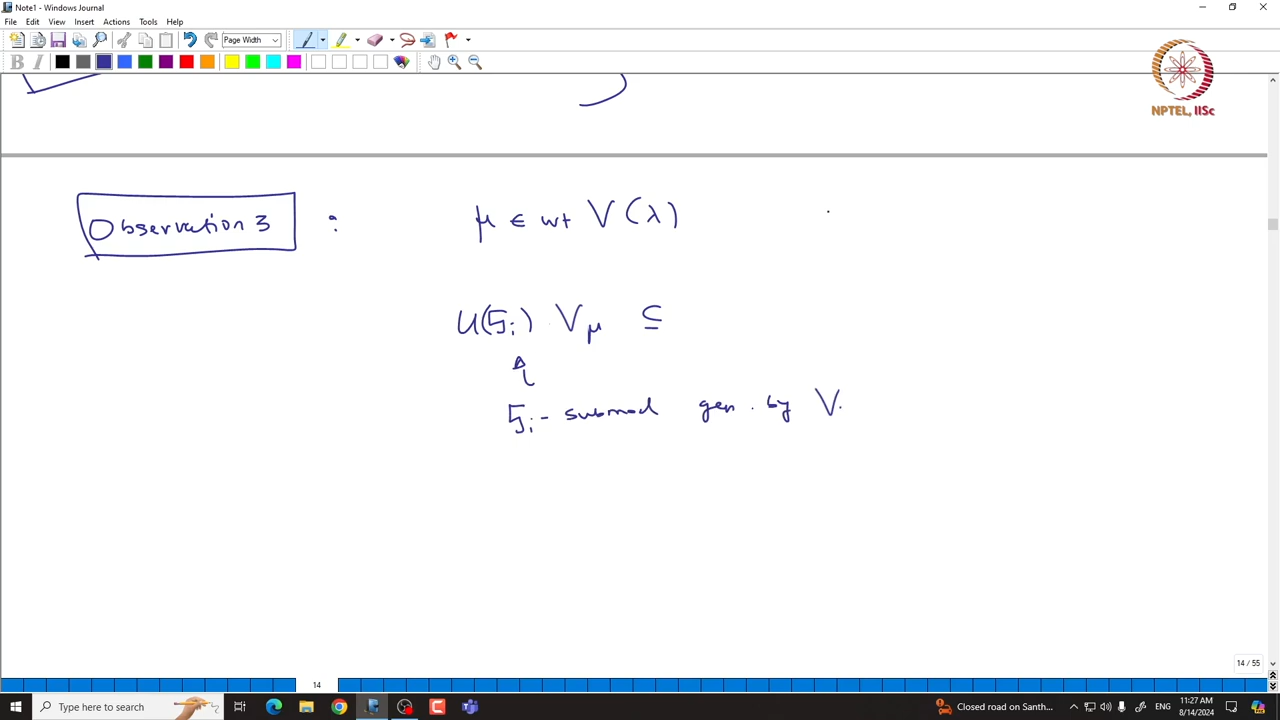 Note1 - Windows Journal
File Edit View Insert Actions Tools Help
Page Width
B I
NPTEL, IISc
Observation 3 : μ ∈ wt V(λ)
U(𝔤ᵢ) V_μ ⊆
𝔤ᵢ - submod gen. by V
14 / 55
14
Type here to search
Closed road on Santh...
ENG
11:27 AM
8/14/2024